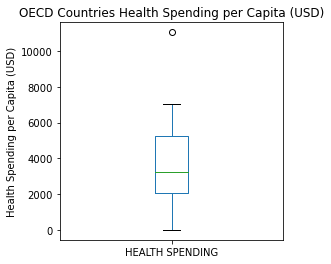 OECD Countries Health Spending per Capita (USD)
Health Spending per Capita (USD)
10000
8000
6000
4000
2000
0
HEALTH SPENDING